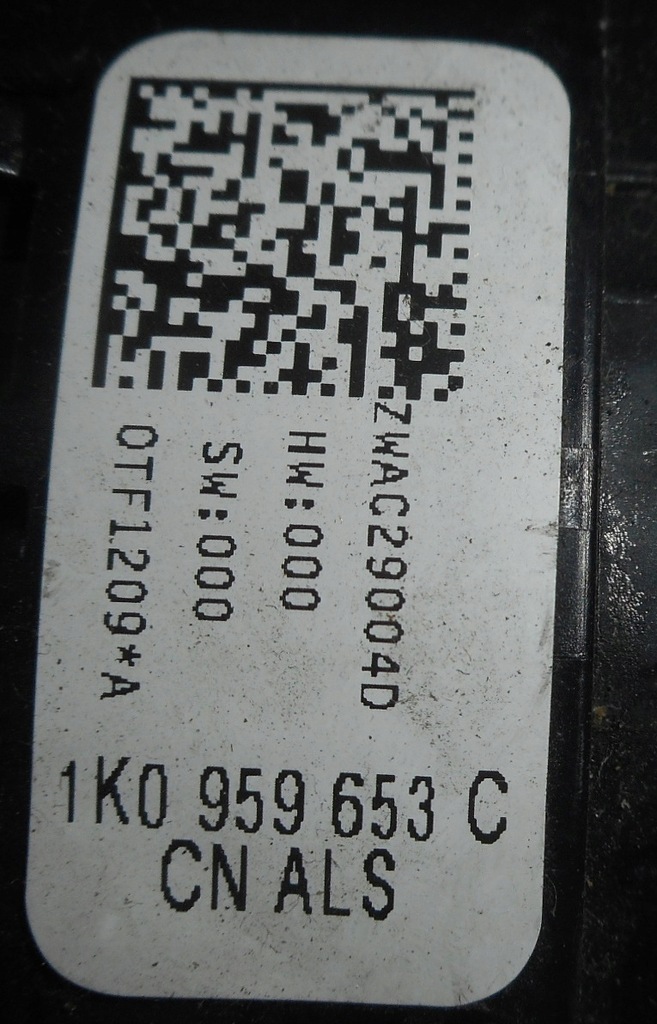 ZWAC29004D
HW:000
SW:000
OTF1209*A
1K0 959 653 C
CN ALS